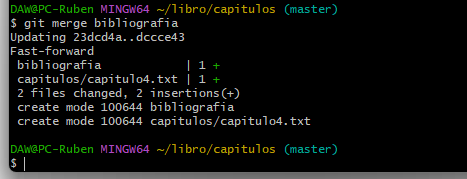 DAW@PC-Ruben MINGW64 ~/libro/capitulos (master)
$ git merge bibliografia
Updating 23dcd4a..dccce43
Fast-forward
 bibliografia           | 1 +
 capitulos/capitulo4.txt | 1 +
 2 files changed, 2 insertions(+)
 create mode 100644 bibliografia
 create mode 100644 capitulos/capitulo4.txt

DAW@PC-Ruben MINGW64 ~/libro/capitulos (master)
$